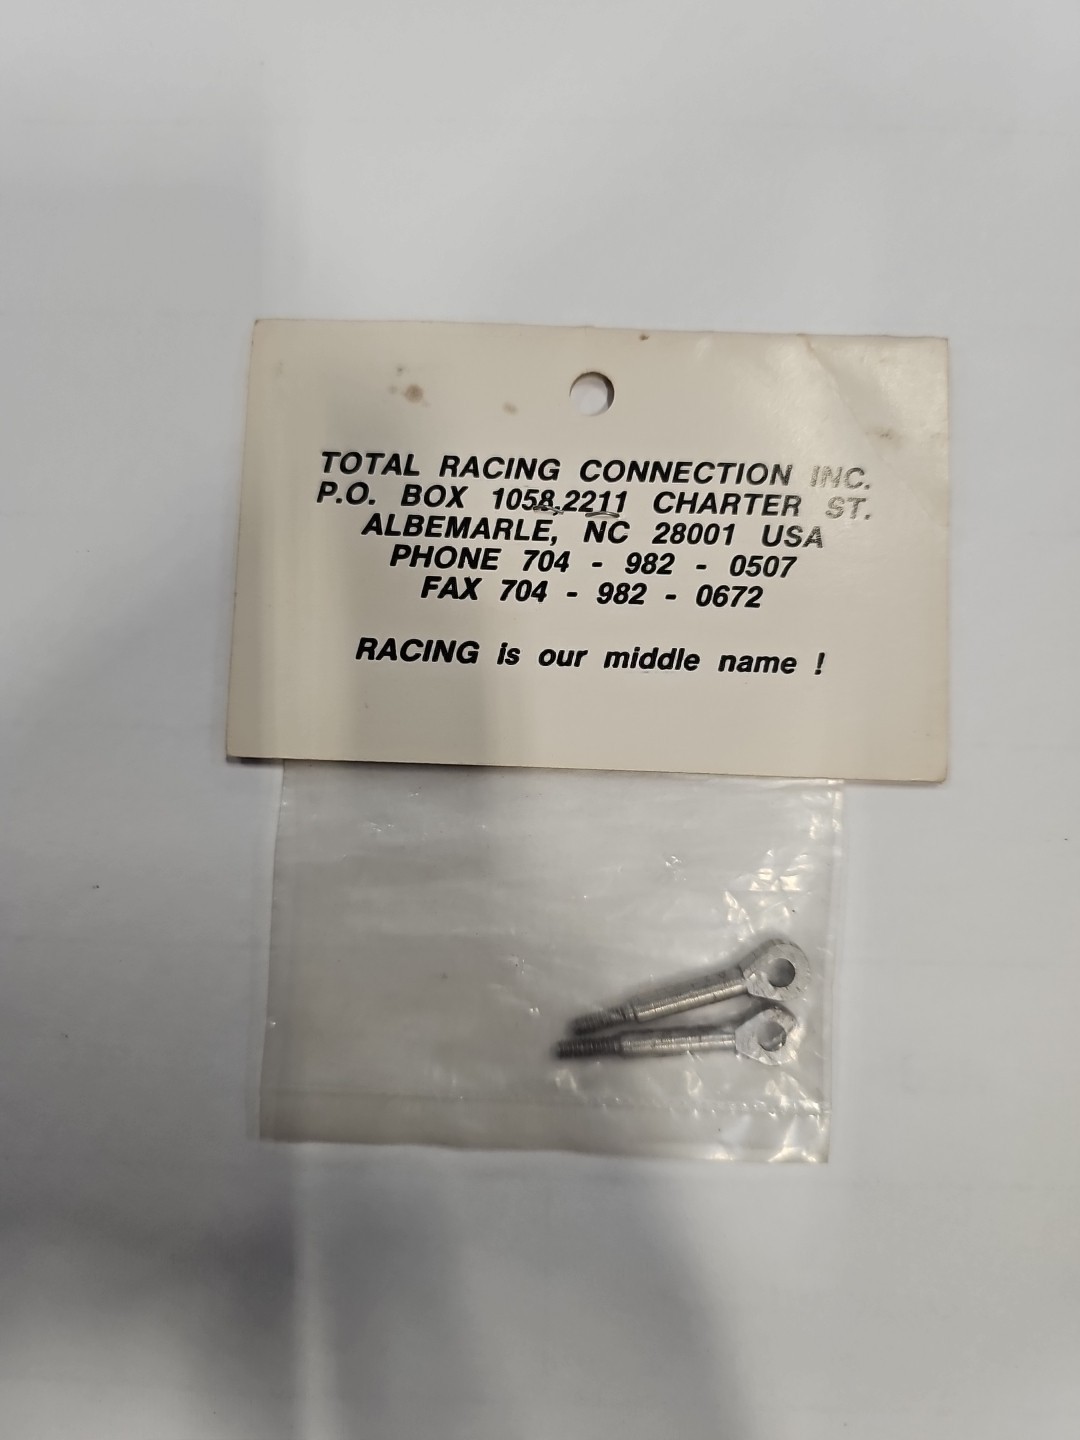 TOTAL RACING CONNECTION INC.
P.O. BOX 1058,2211 CHARTER ST.
ALBEMARLE, NC 28001 USA
PHONE 704 - 982 - 0507
FAX 704 - 982 - 0672
RACING is our middle name !